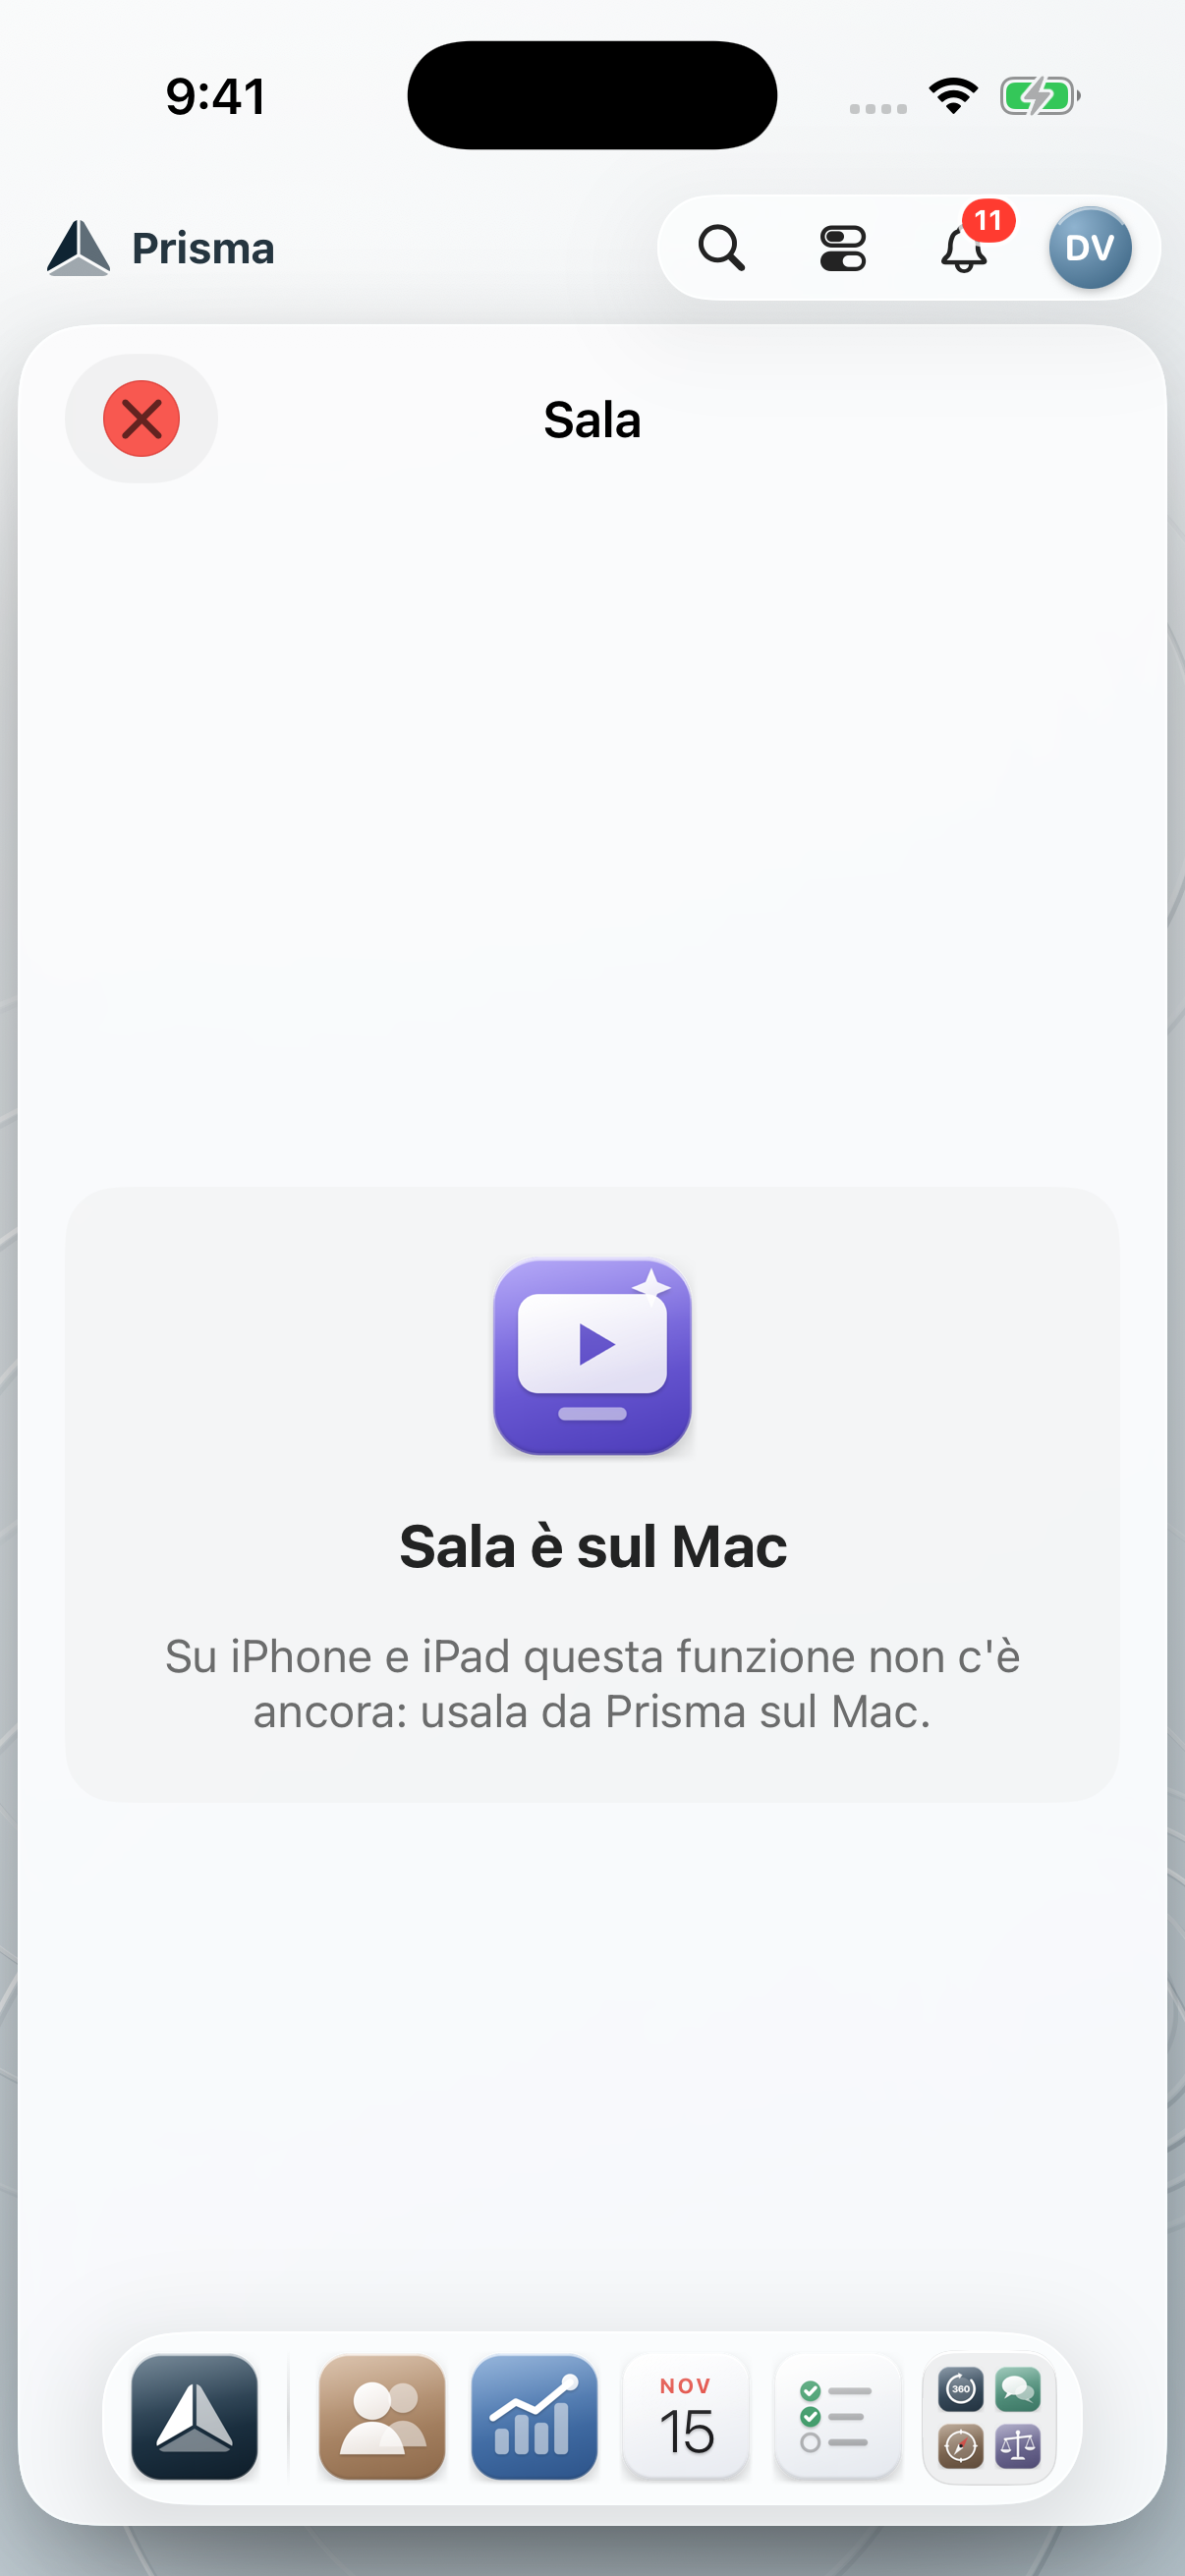 9:41
Prisma
11
DV
Sala
Sala è sul Mac
Su iPhone e iPad questa funzione non c'è
ancora: usala da Prisma sul Mac.
NOV
15
360